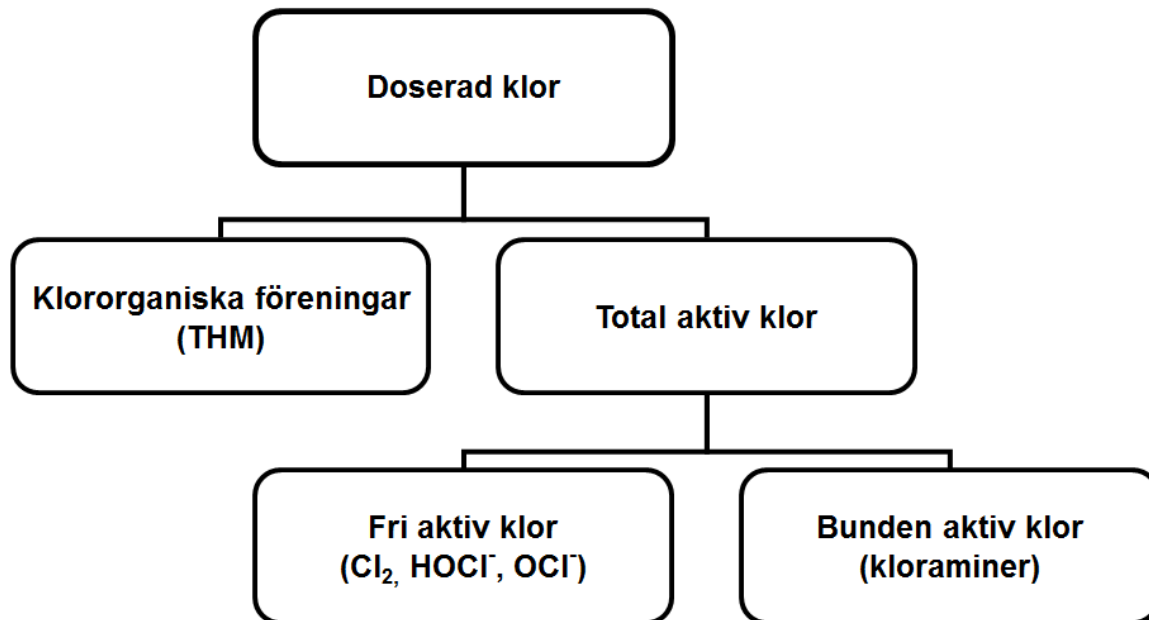 Doserad klor
Klororganiska föreningar
(THM)
Total aktiv klor
Fri aktiv klor
(Cl₂, HOCl⁻, OCl⁻)
Bunden aktiv klor
(kloraminer)